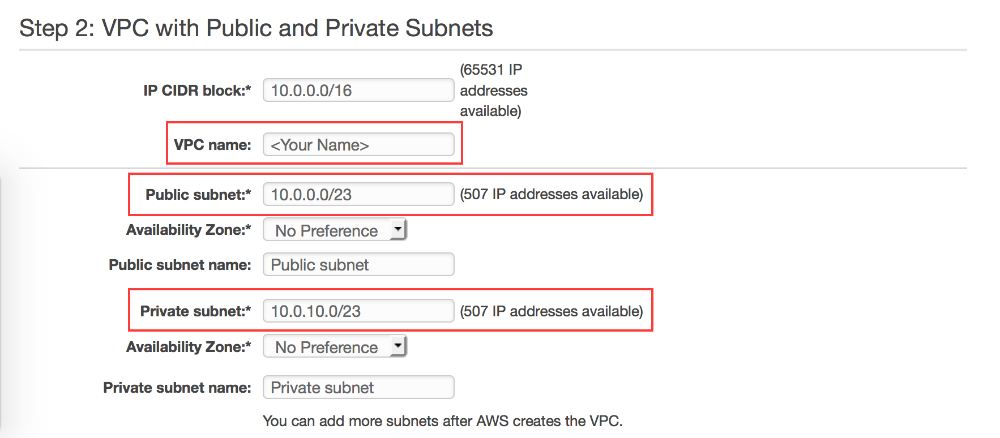 Step 2: VPC with Public and Private Subnets
IP CIDR block:* 10.0.0.0/16 (65531 IP
addresses
available)
VPC name: <Your Name>
Public subnet:* 10.0.0.0/23 (507 IP addresses available)
Availability Zone:* No Preference
Public subnet name: Public subnet
Private subnet:* 10.0.10.0/23 (507 IP addresses available)
Availability Zone:* No Preference
Private subnet name: Private subnet
You can add more subnets after AWS creates the VPC.